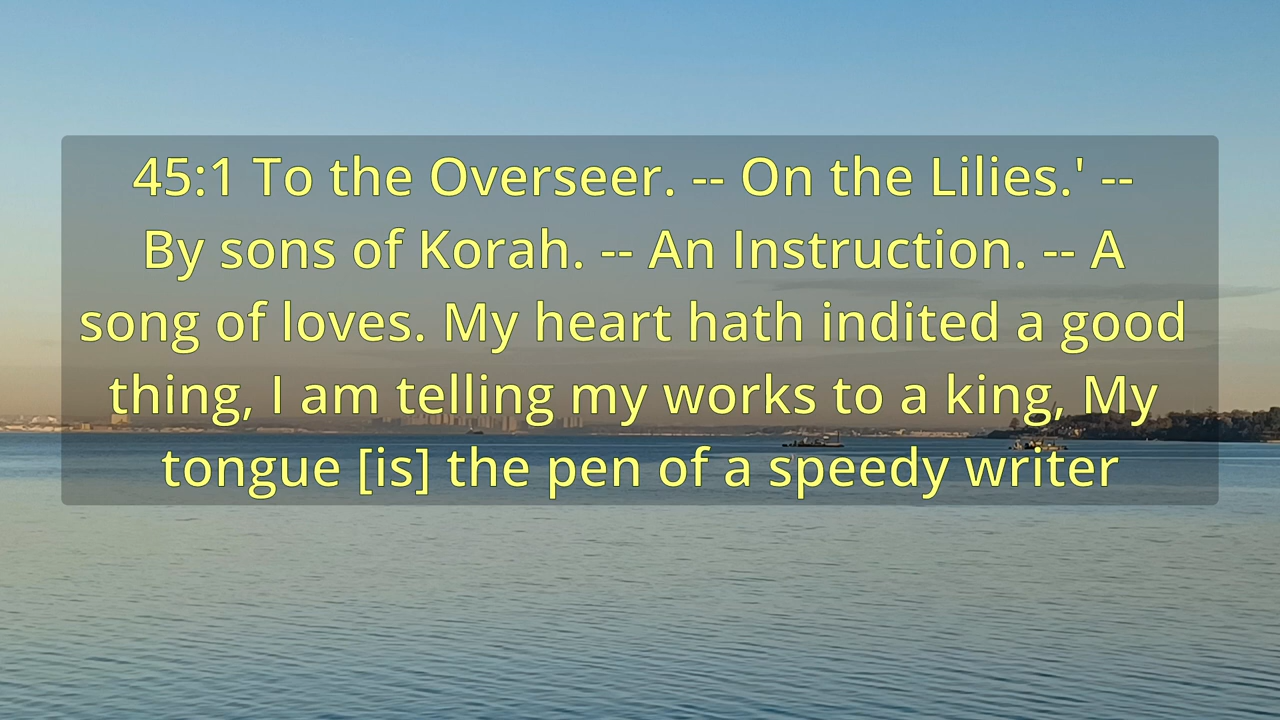 45:1 To the Overseer. -- On the Lilies.' --
By sons of Korah. -- An Instruction. -- A
song of loves. My heart hath indited a good
thing, I am telling my works to a king, My
tongue [is] the pen of a speedy writer